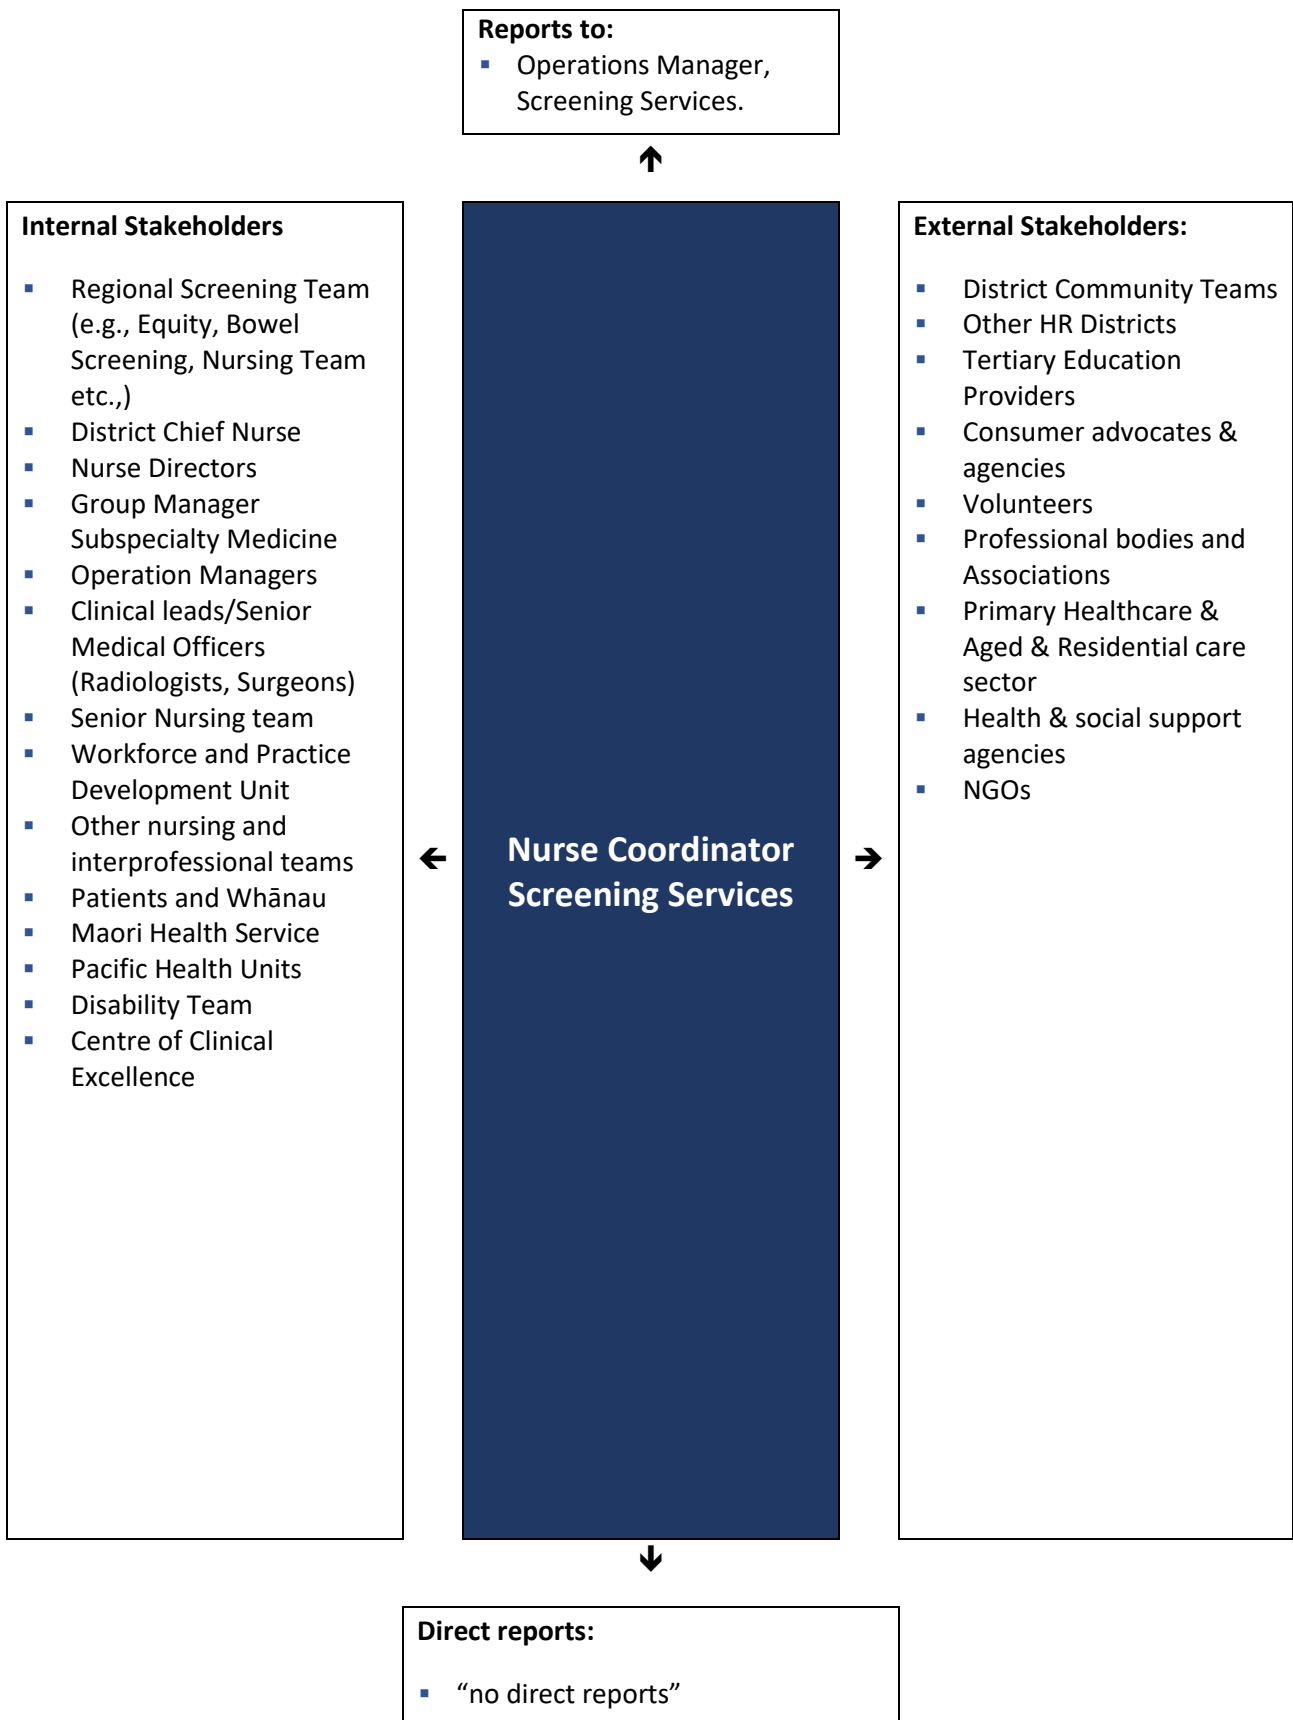 Reports to:
▪ Operations Manager,
Screening Services.
🡩
Internal Stakeholders
▪ Regional Screening Team
(e.g., Equity, Bowel
Screening, Nursing Team
etc.,)
▪ District Chief Nurse
▪ Nurse Directors
▪ Group Manager
Subspecialty Medicine
▪ Operation Managers
▪ Clinical leads/Senior
Medical Officers
(Radiologists, Surgeons)
▪ Senior Nursing team
▪ Workforce and Practice
Development Unit
▪ Other nursing and
interprofessional teams
▪ Patients and Whānau
▪ Maori Health Service
▪ Pacific Health Units
▪ Disability Team
▪ Centre of Clinical
Excellence
🡨
Nurse Coordinator
Screening Services
🡪
External Stakeholders:
▪ District Community Teams
▪ Other HR Districts
▪ Tertiary Education
Providers
▪ Consumer advocates &
agencies
▪ Volunteers
▪ Professional bodies and
Associations
▪ Primary Healthcare &
Aged & Residential care
sector
▪ Health & social support
agencies
▪ NGOs
🡫
Direct reports:
▪ “no direct reports”